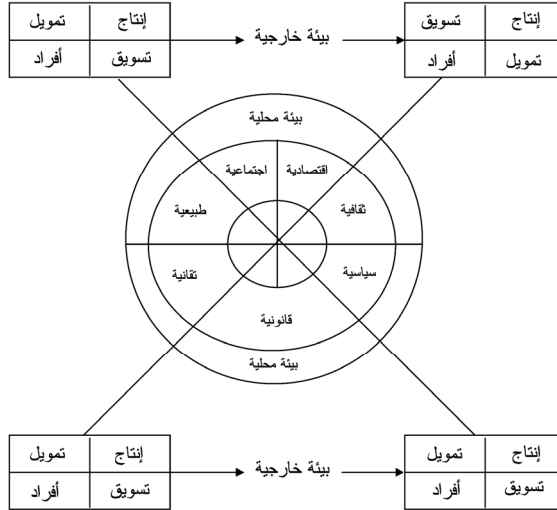 إنتاج تمويل
تسويق أفراد
بيئة خارجية
إنتاج تسويق
تمويل أفراد
بيئة محلية
اقتصادية اجتماعية
ثقافية طبيعية
سياسية تقانية
قانونية
بيئة محلية
إنتاج تمويل
تسويق أفراد
بيئة خارجية
إنتاج تمويل
تسويق أفراد